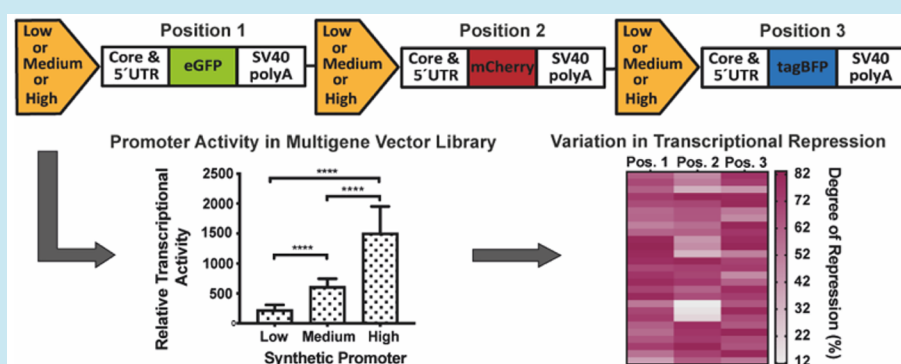 Position 1
Position 2
Position 3
Low
or
Medium
or
High
Core &
5´UTR
eGFP
SV40
polyA
Low
or
Medium
or
High
Core &
5´UTR
mCherry
SV40
polyA
Low
or
Medium
or
High
Core &
5´UTR
tagBFP
SV40
polyA
Promoter Activity in Multigene Vector Library
Relative Transcriptional
Activity
2500
2000
1500
1000
500
0
****
****
****
Low Medium High
Synthetic Promoter
Variation in Transcriptional Repression
Pos. 1 Pos. 2 Pos. 3
82
72
62
52
42
32
22
12
Degree of Repression (%)